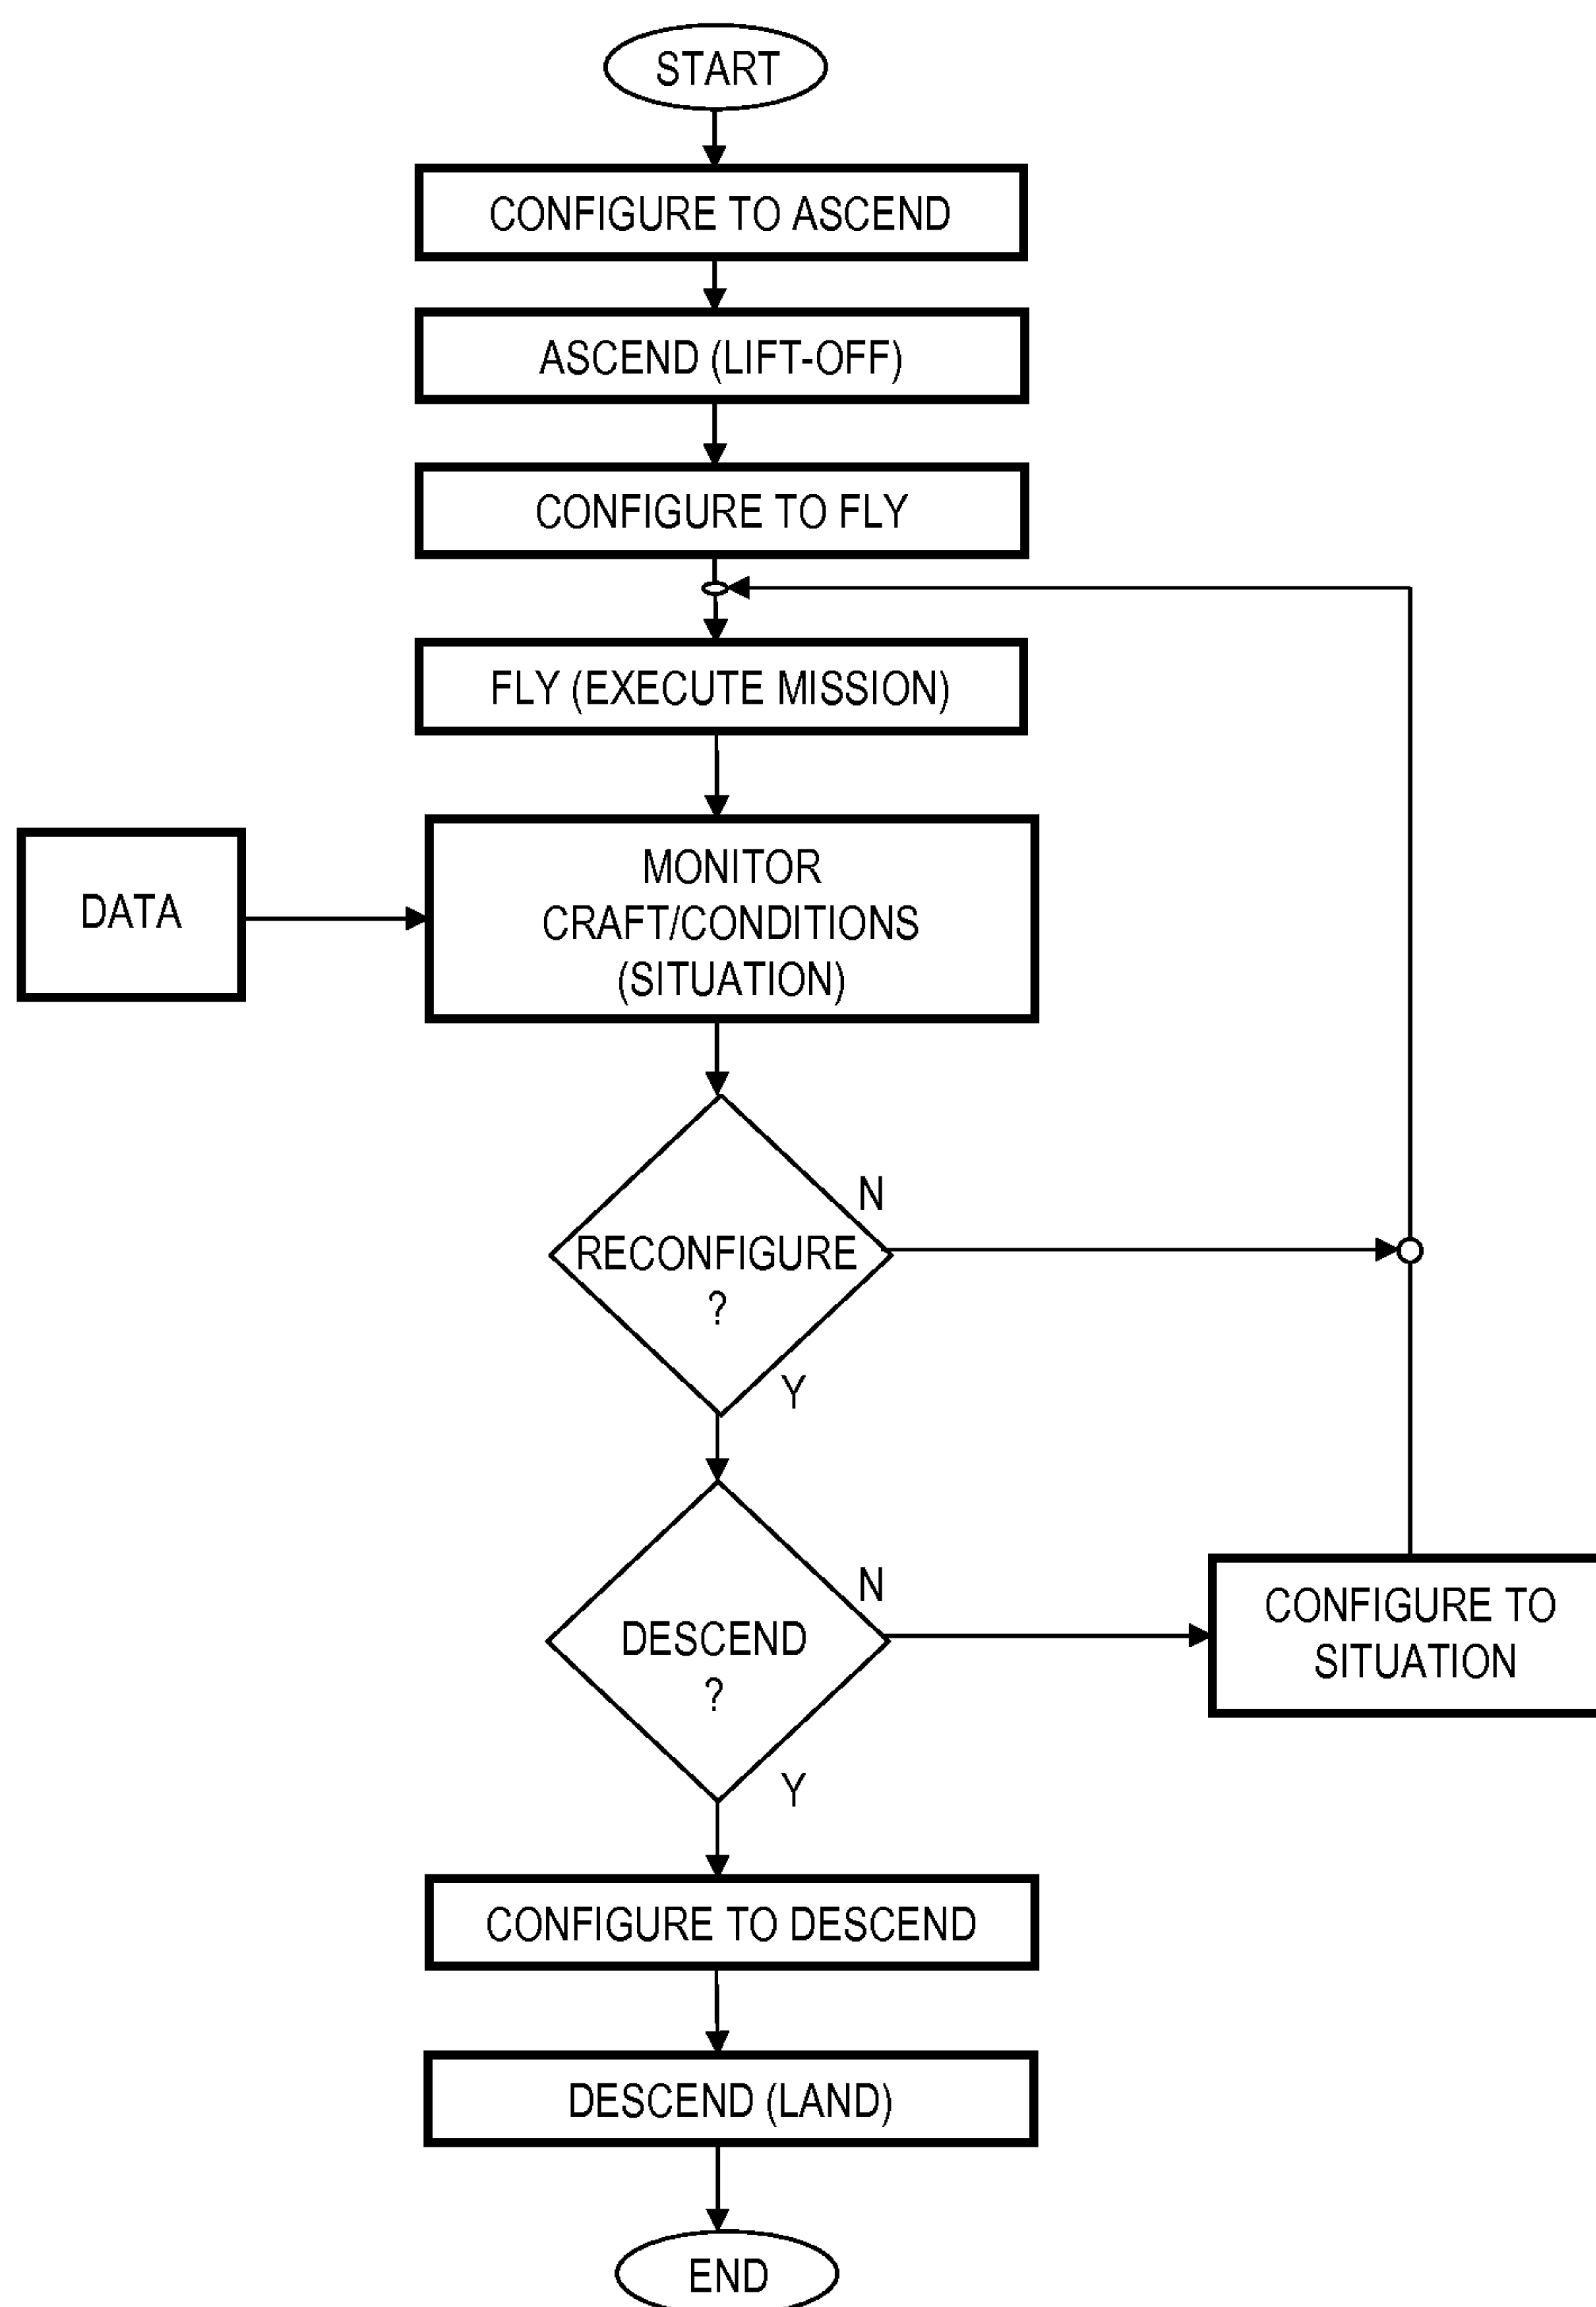 START
CONFIGURE TO ASCEND
ASCEND (LIFT-OFF)
CONFIGURE TO FLY
FLY (EXECUTE MISSION)
DATA
MONITOR
CRAFT/CONDITIONS
(SITUATION)
N
RECONFIGURE
?
Y
N
DESCEND
?
Y
CONFIGURE TO
SITUATION
CONFIGURE TO DESCEND
DESCEND (LAND)
END